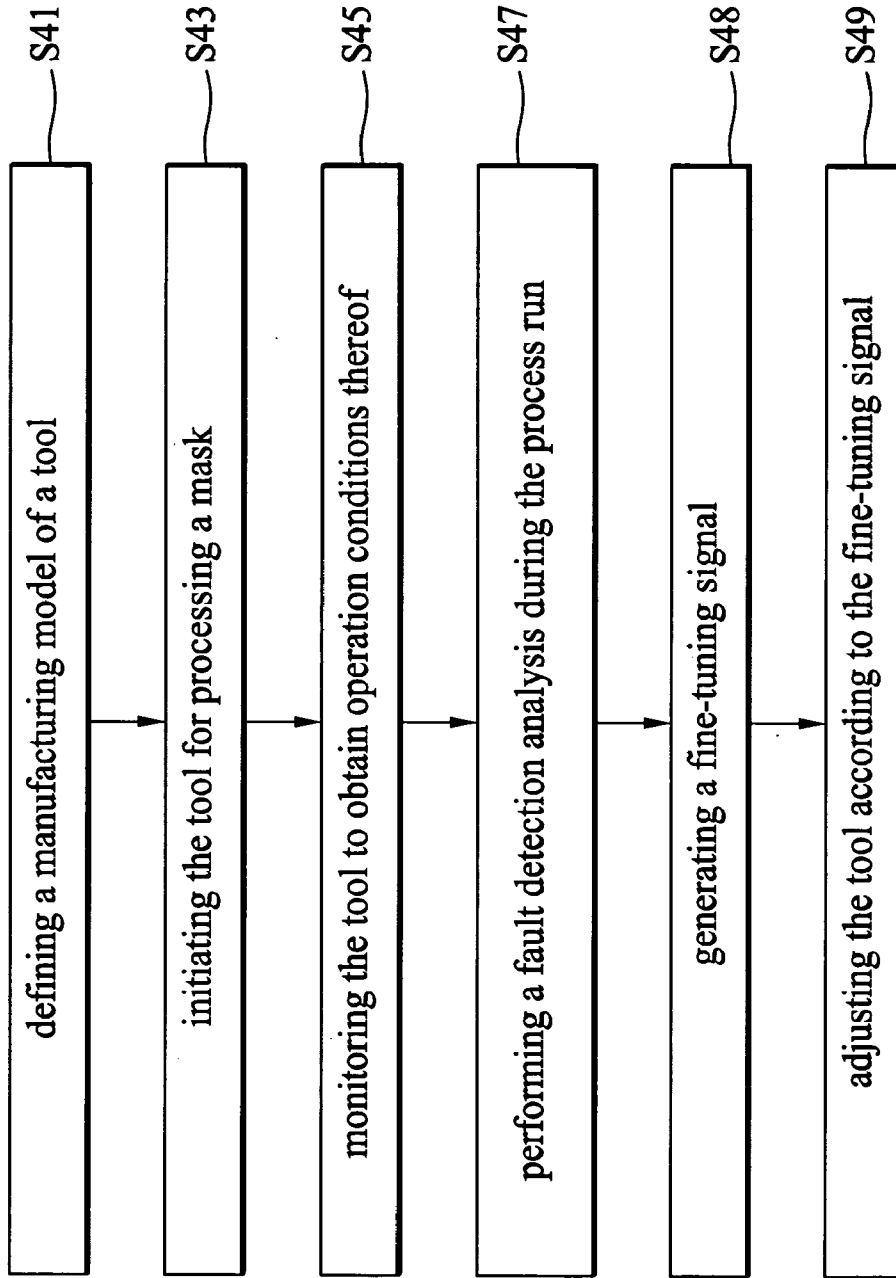 defining a manufacturing model of a tool S41
initiating the tool for processing a mask S43
monitoring the tool to obtain operation conditions thereof S45
performing a fault detection analysis during the process run S47
generating a fine-tuning signal S48
adjusting the tool according to the fine-tuning signal S49